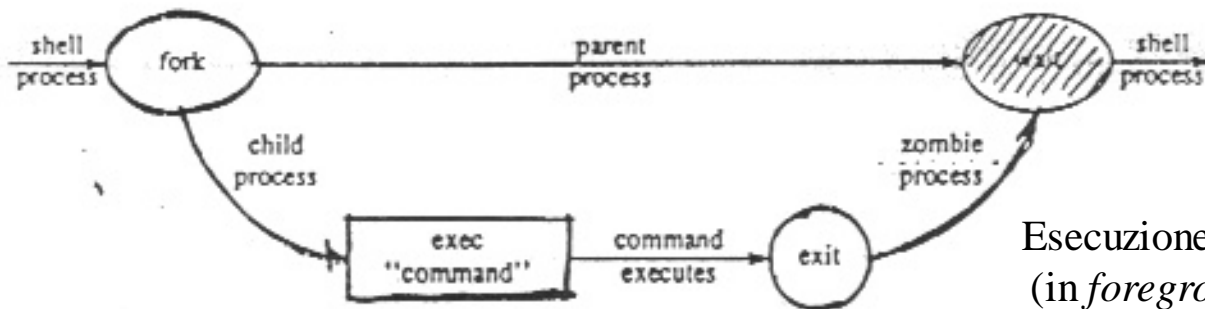 shell
process
fork
parent
process
shell
process
child
process
zombie
process
exec
"command"
command
executes
exit
Esecuzione
(in foregro